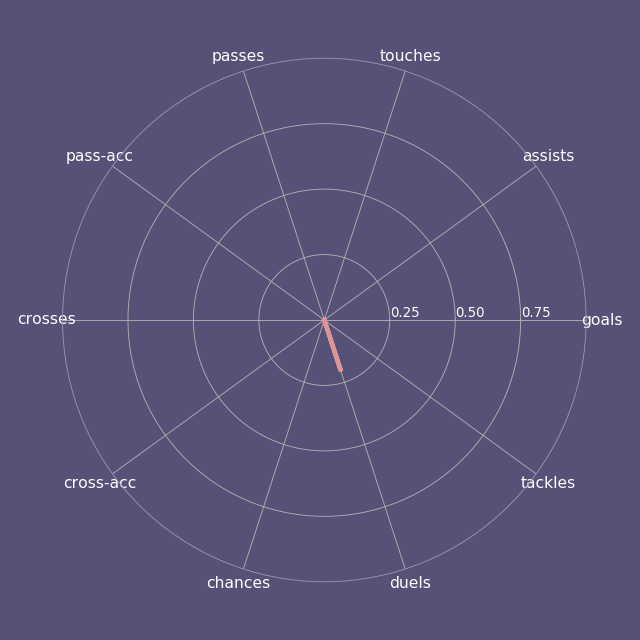 passes touches
pass-acc assists
crosses 0.25 0.50 0.75 goals
cross-acc tackles
chances duels